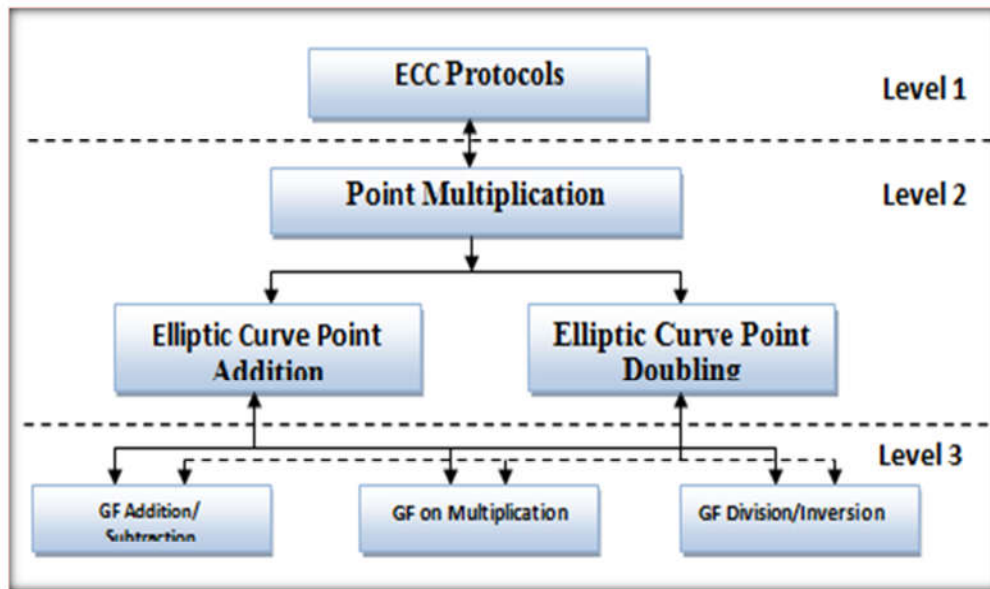 ECC Protocols
Level 1
Point Multiplication
Level 2
Elliptic Curve Point
Addition
Elliptic Curve Point
Doubling
Level 3
GF Addition/
Subtraction
GF on Multiplication
GF Division/Inversion